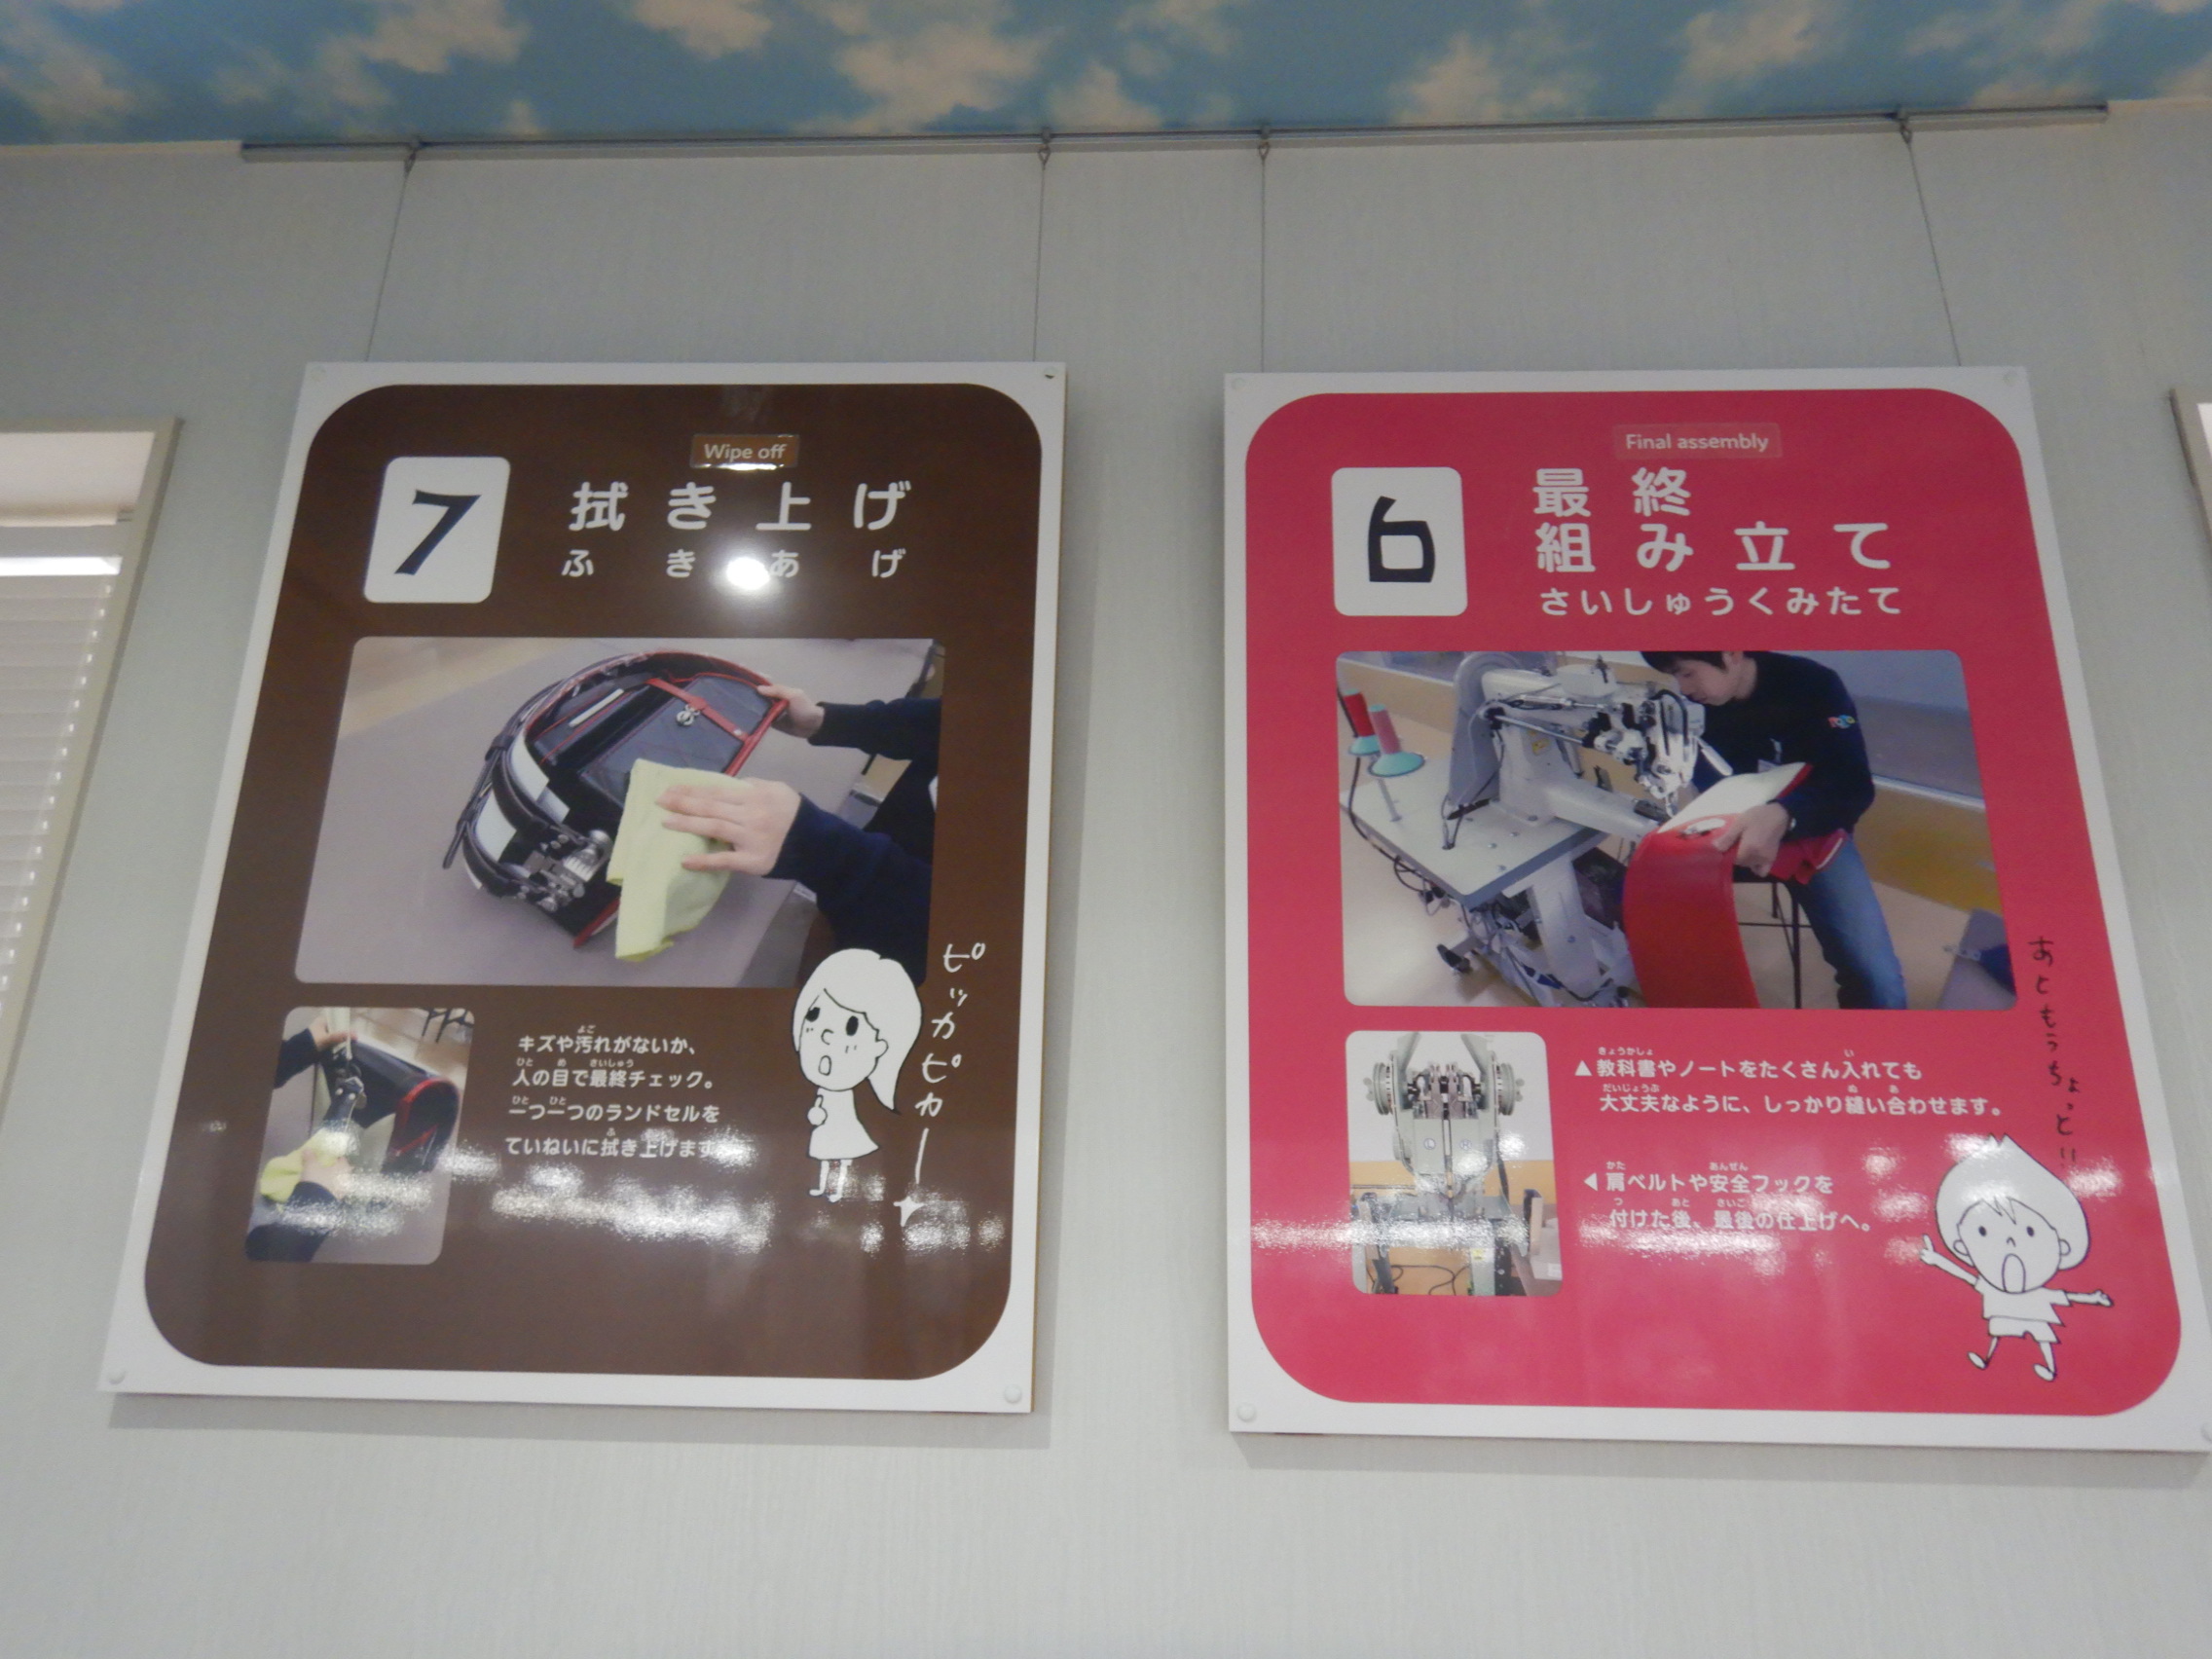 Wipe off
7
拭き上げ
ふきあげ
キズや汚れがないか、
人の目で最終チェック。
一つ一つのランドセルを
ていねいに拭き上げます
ピッカピカー
Final assembly
6
最終
組み立て
さいしゅうくみたて
▲教科書やノートをたくさん入れても
大丈夫なように、しっかり縫い合わせます。
◀肩ベルトや安全フックを
付けた後、最後の仕上げへ。
あともうちょっと!!